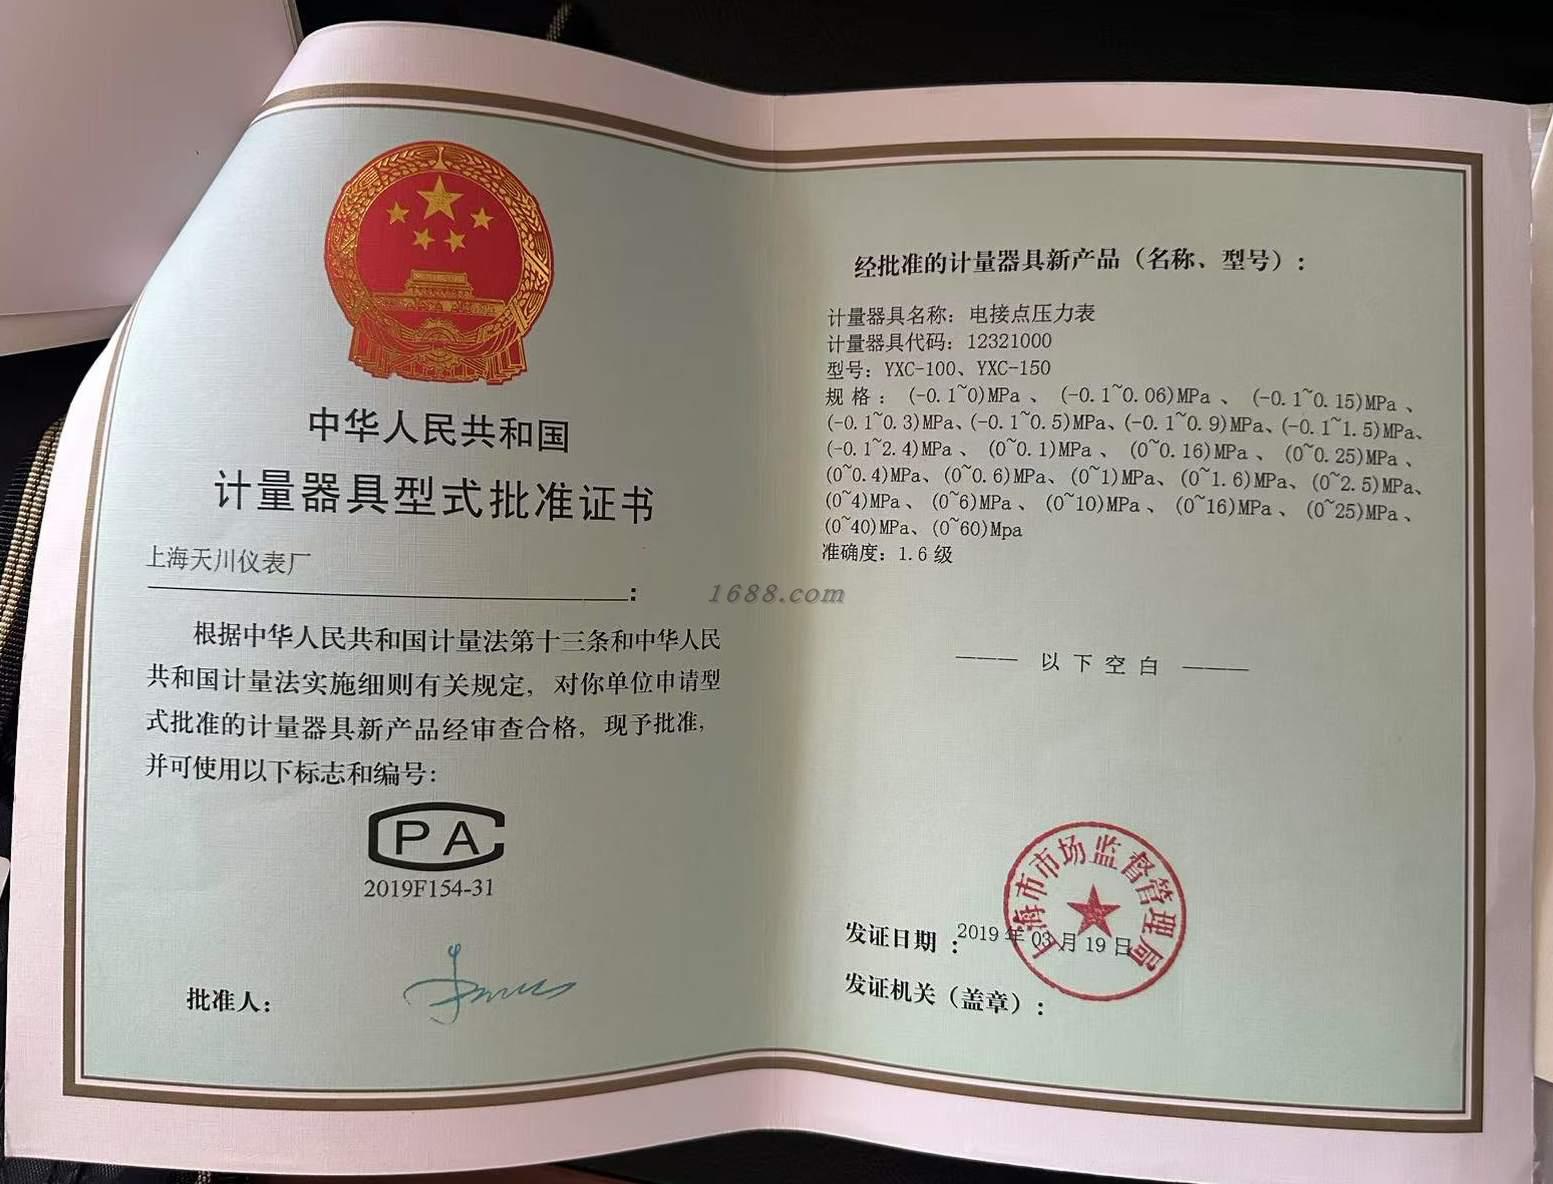 中华人民共和国
计量器具型式批准证书
上海天川仪表厂
:
根据中华人民共和国计量法第十三条和中华人民
共和国计量法实施细则有关规定，对你单位申请型
式批准的计量器具新产品经审查合格，现予批准，
并可使用以下标志和编号：
CPA
2019F154-31
批准人：
经批准的计量器具新产品（名称、型号）：
计量器具名称：电接点压力表
计量器具代码：12321000
型号：YXC-100、YXC-150
规格：(-0.1~0)MPa、(-0.1~0.06)MPa、(-0.1~0.15)MPa、
(-0.1~0.3)MPa、(-0.1~0.5)MPa、(-0.1~0.9)MPa、(-0.1~1.5)MPa、
(-0.1~2.4)MPa、(0~0.1)MPa、(0~0.16)MPa、(0~0.25)MPa、
(0~0.4)MPa、(0~0.6)MPa、(0~1)MPa、(0~1.6)MPa、(0~2.5)MPa、
(0~4)MPa、(0~6)MPa、(0~10)MPa、(0~16)MPa、(0~25)MPa、
(0~40)MPa、(0~60)Mpa
准确度：1.6级
1688.com
——— 以下空白 ———
上海市市场监督管理局
发证日期：2019年03月19日
发证机关（盖章）：